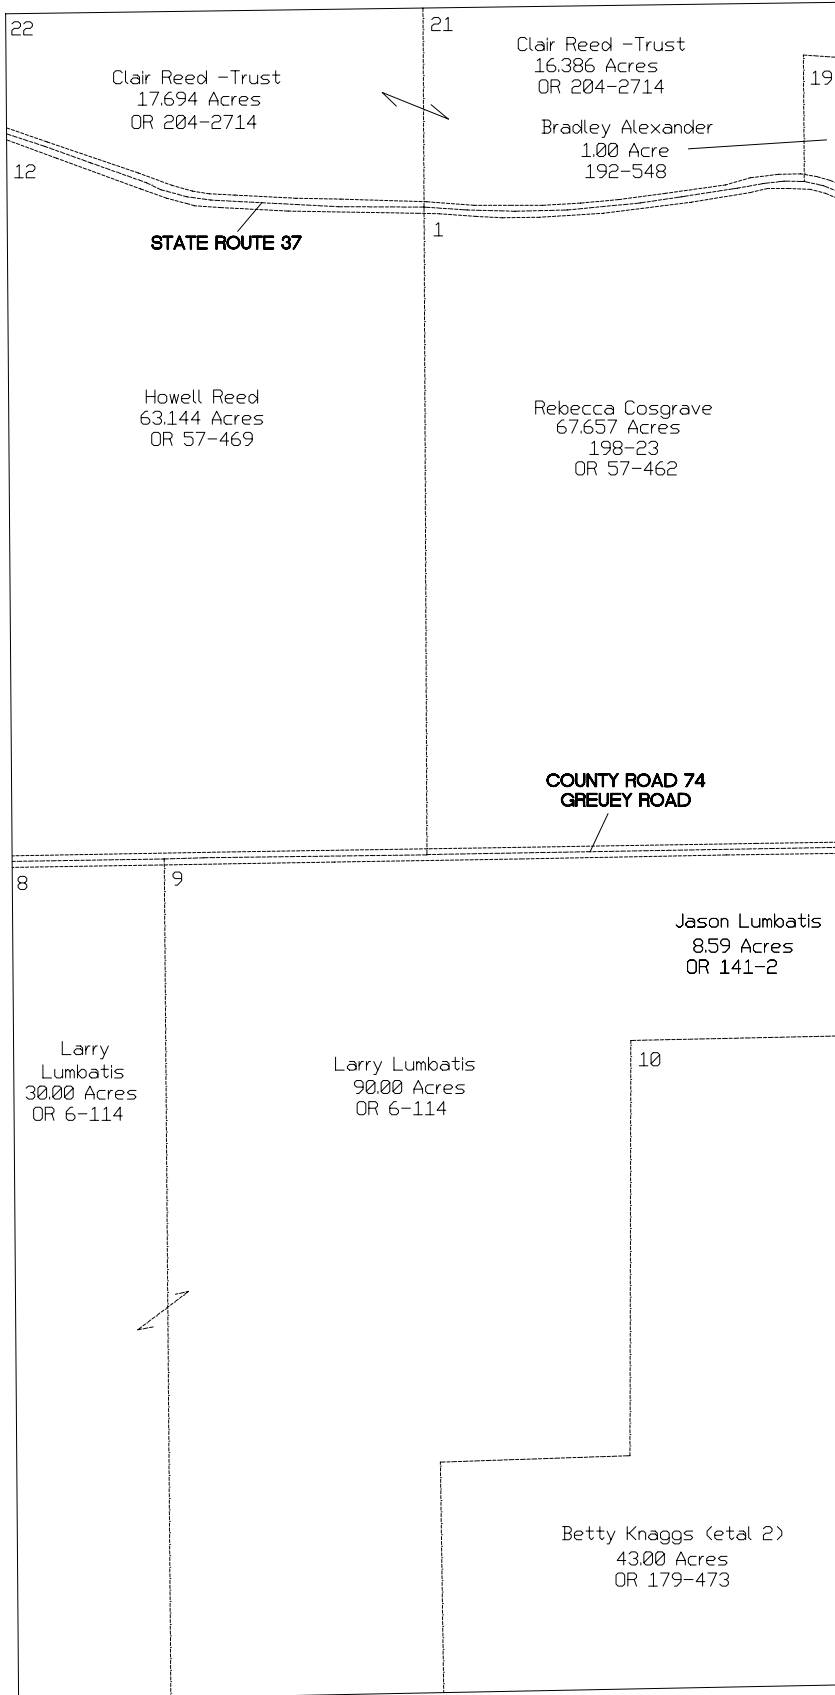 22
21
Clair Reed -Trust
17.694 Acres
OR 204-2714
Clair Reed -Trust
16.386 Acres
OR 204-2714
19
Bradley Alexander
1.00 Acre
192-548
12
STATE ROUTE 37
1
Howell Reed
63.144 Acres
OR 57-469
Rebecca Cosgrave
67.657 Acres
198-23
OR 57-462
COUNTY ROAD 74
GREUEY ROAD
8
9
Jason Lumbatis
8.59 Acres
OR 141-2
Larry
Lumbatis
30.00 Acres
OR 6-114
Larry Lumbatis
90.00 Acres
OR 6-114
10
Betty Knaggs (etal 2)
43.00 Acres
OR 179-473